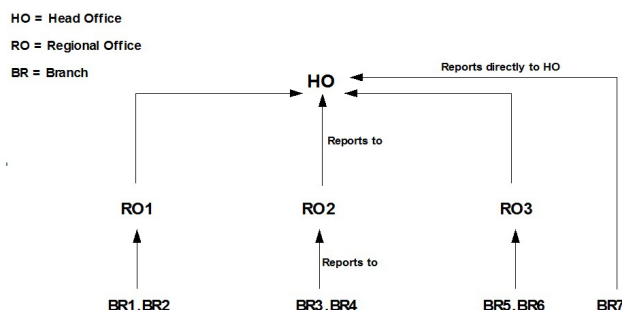 HO = Head Office
RO = Regional Office
BR = Branch
Reports directly to HO
HO
Reports to
RO1 RO2 RO3
Reports to
BR1,BR2 BR3,BR4 BR5,BR6 BR7